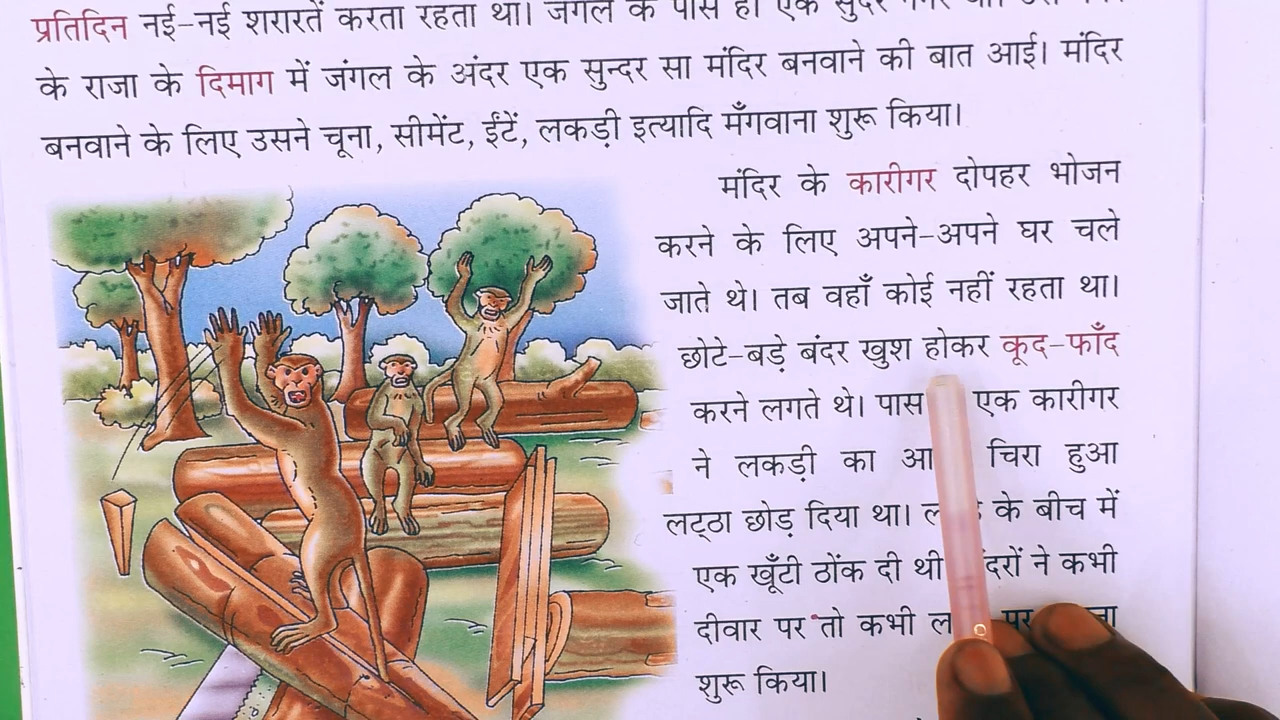 प्रतिदिन नई-नई शरारतें करता रहता था। जंगल के पास ही एक सुंदर
के राजा के दिमाग में जंगल के अंदर एक सुन्दर सा मंदिर बनवाने की बात आई। मंदिर
बनवाने के लिए उसने चूना, सीमेंट, ईंटें, लकड़ी इत्यादि मँगवाना शुरू किया।
मंदिर के कारीगर दोपहर भोजन
करने के लिए अपने-अपने घर चले
जाते थे। तब वहाँ कोई नहीं रहता था।
छोटे-बड़े बंदर खुश होकर कूद-फाँद
करने लगते थे। पास एक कारीगर
ने लकड़ी का चिरा हुआ
लट्ठा छोड़ दिया था। के बीच में
एक खूँटी ठोंक दी थी ने कभी
दीवार पर तो कभी पर
शुरू किया।